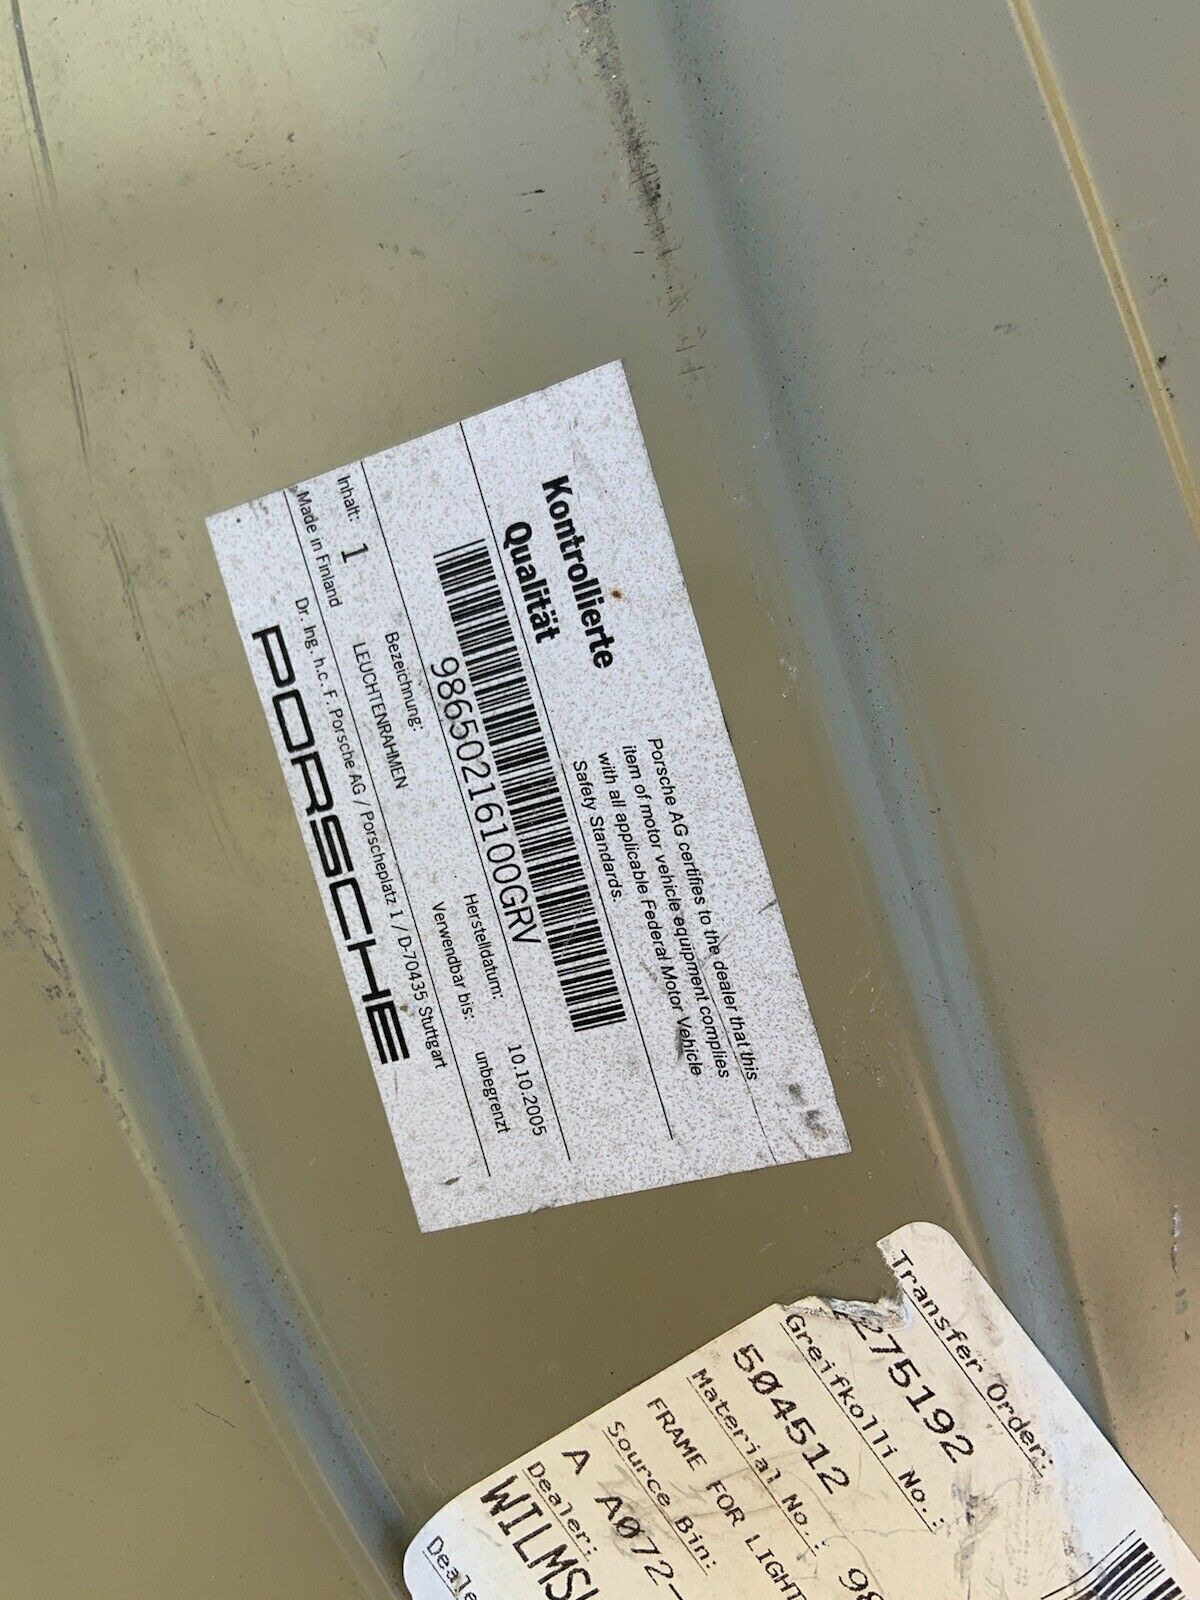 Kontrollierte
Qualität
Porsche AG certifies to the dealer that this
item of motor vehicle equipment complies
with all applicable Federal Motor Vehicle
Safety Standards.
98650216100GRV
Inhalt: 1
Bezeichnung:
LEUCHTENRAHMEN
Herstelldatum: 10.10.2005
Verwendbar bis: unbegrenzt
Made in Finland
Dr. Ing. h.c. F. Porsche AG / Porscheplatz 1 / D-70435 Stuttgart
PORSCHE
Transfer Order:
275192
Greifkolli No.:
504512
Material No.: 98
FRAME FOR LIGHT
Source Bin:
A A072-
Dealer: